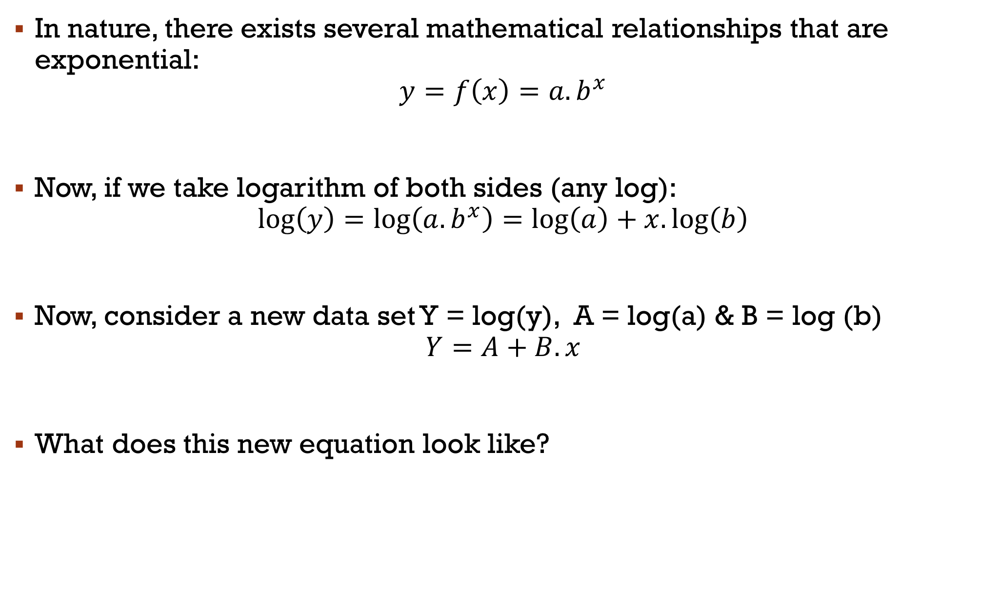 ▪ In nature, there exists several mathematical relationships that are
exponential:
y = f(x) = a. bˣ
▪ Now, if we take logarithm of both sides (any log):
log(y) = log(a. bˣ) = log(a) + x. log(b)
▪ Now, consider a new data set Y = log(y), A = log(a) & B = log (b)
Y = A + B. x
▪ What does this new equation look like?